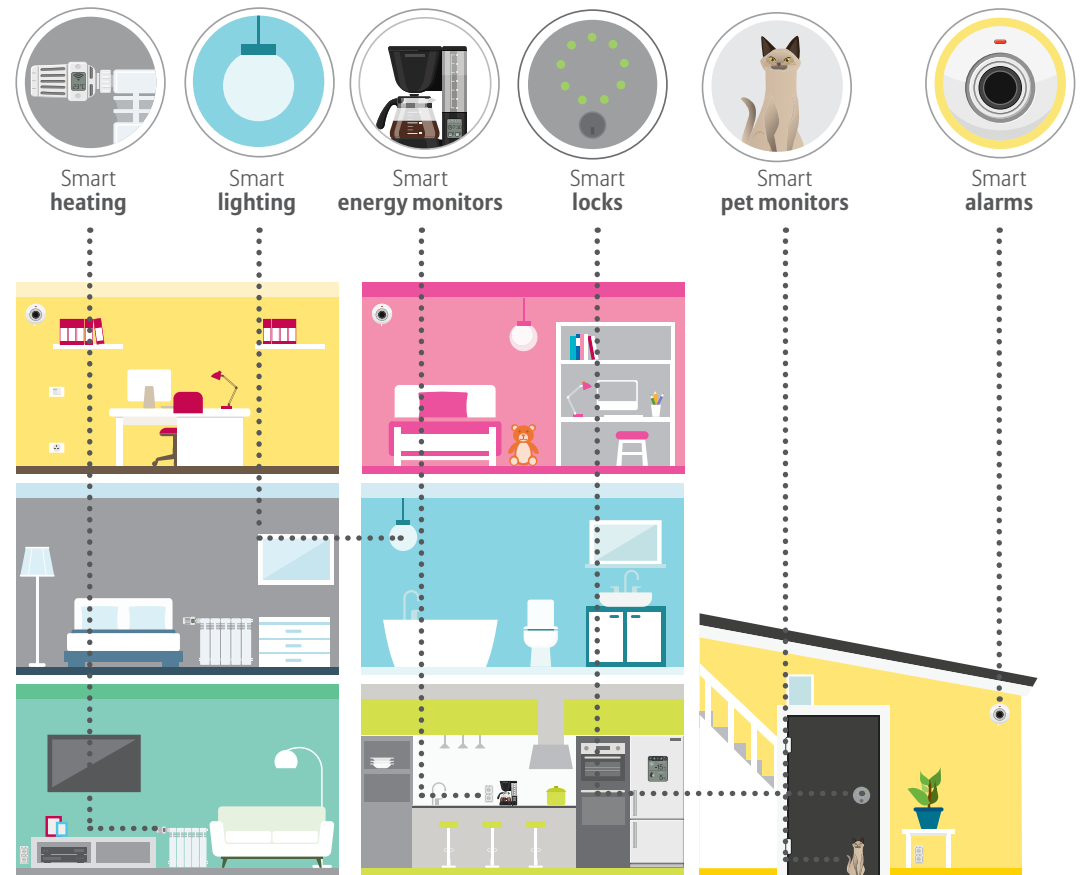 Smart
heating
Smart
lighting
Smart
energy monitors
Smart
locks
Smart
pet monitors
Smart
alarms